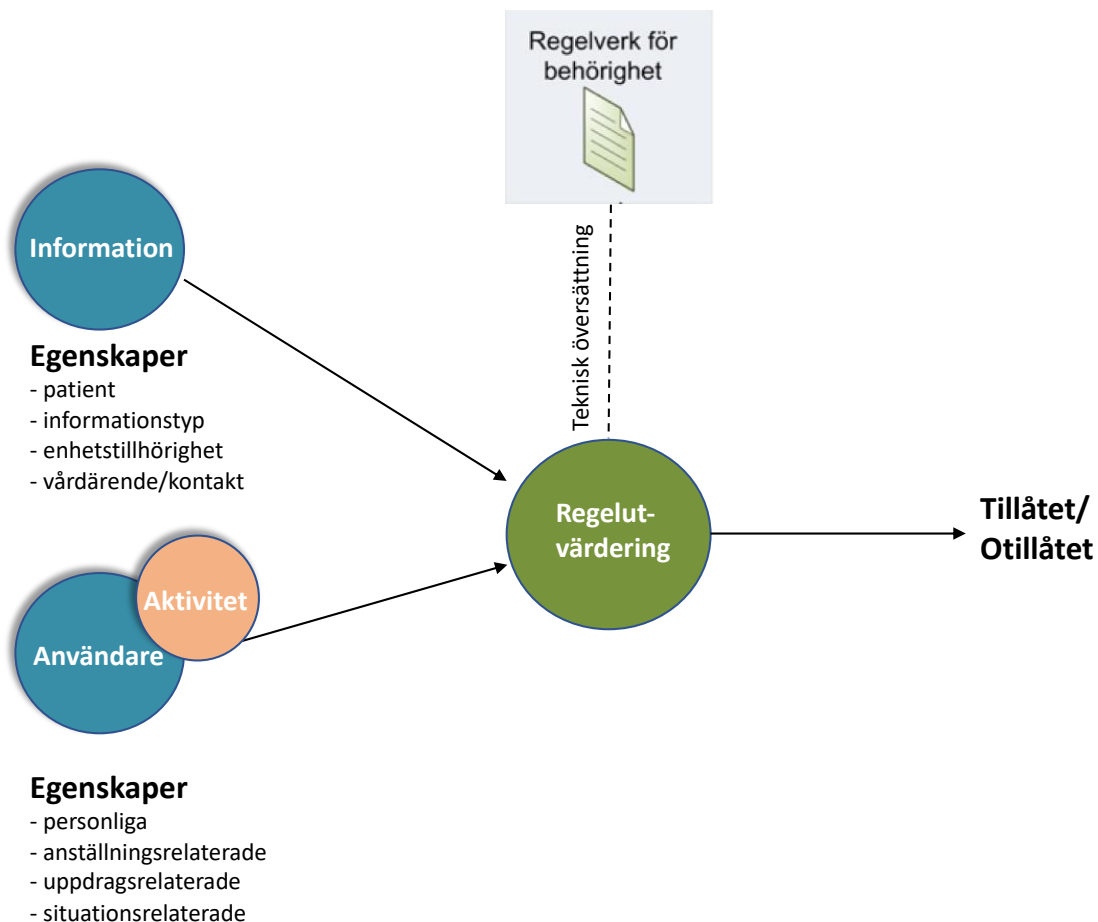 Regelverk för
behörighet
Teknisk översättning
Information
Egenskaper
- patient
- informationstyp
- enhetstillhörighet
- vårdärende/kontakt
Regelut-
värdering
Tillåtet/
Otillåtet
Aktivitet
Användare
Egenskaper
- personliga
- anställningsrelaterade
- uppdragsrelaterade
- situationsrelaterade